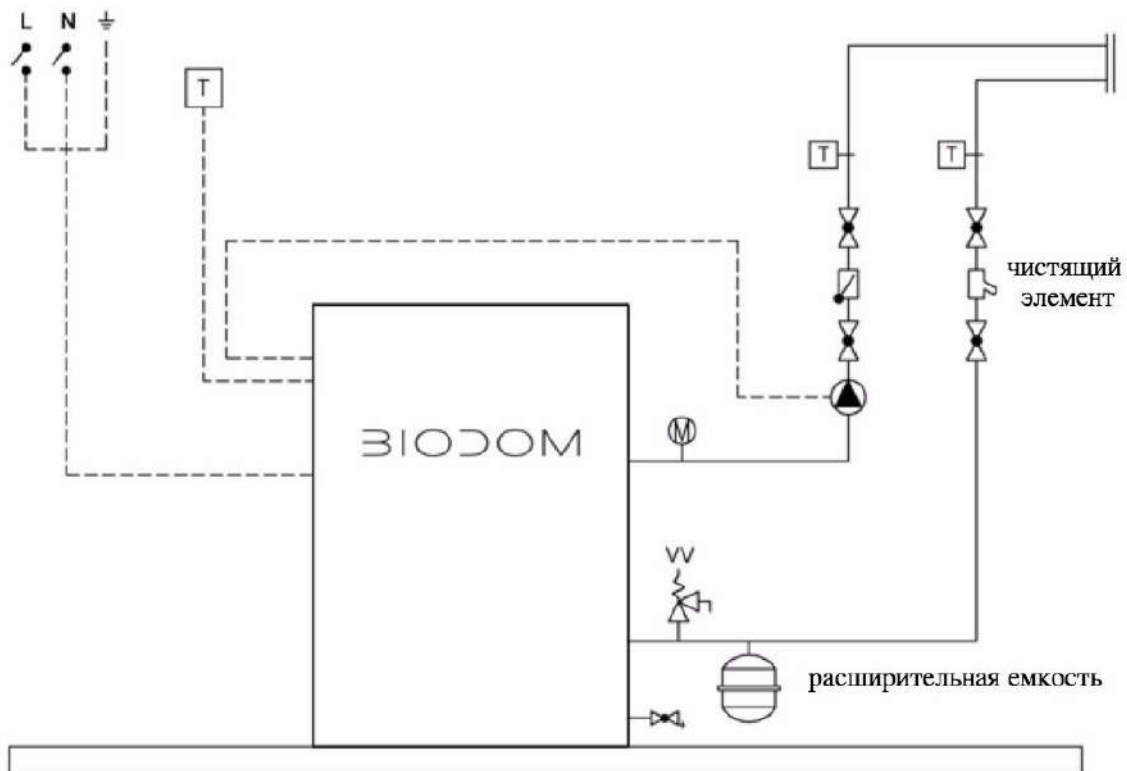 L N
T
T T
чистящий
элемент
BIODOM
M
VV
расширительная емкость